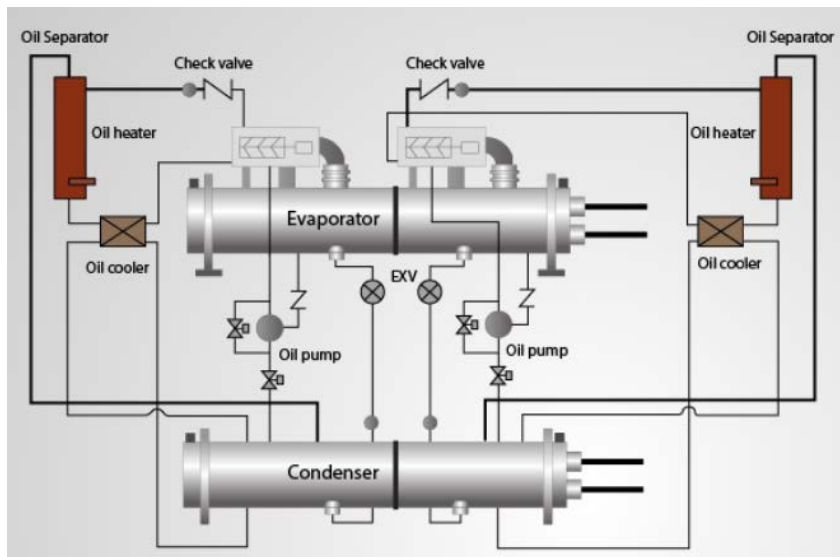 Oil Separator
Oil Separator
Check valve
Check valve
Oil heater
Oil heater
Evaporator
Oil cooler
EXV
Oil cooler
Oil pump
Oil pump
Condenser